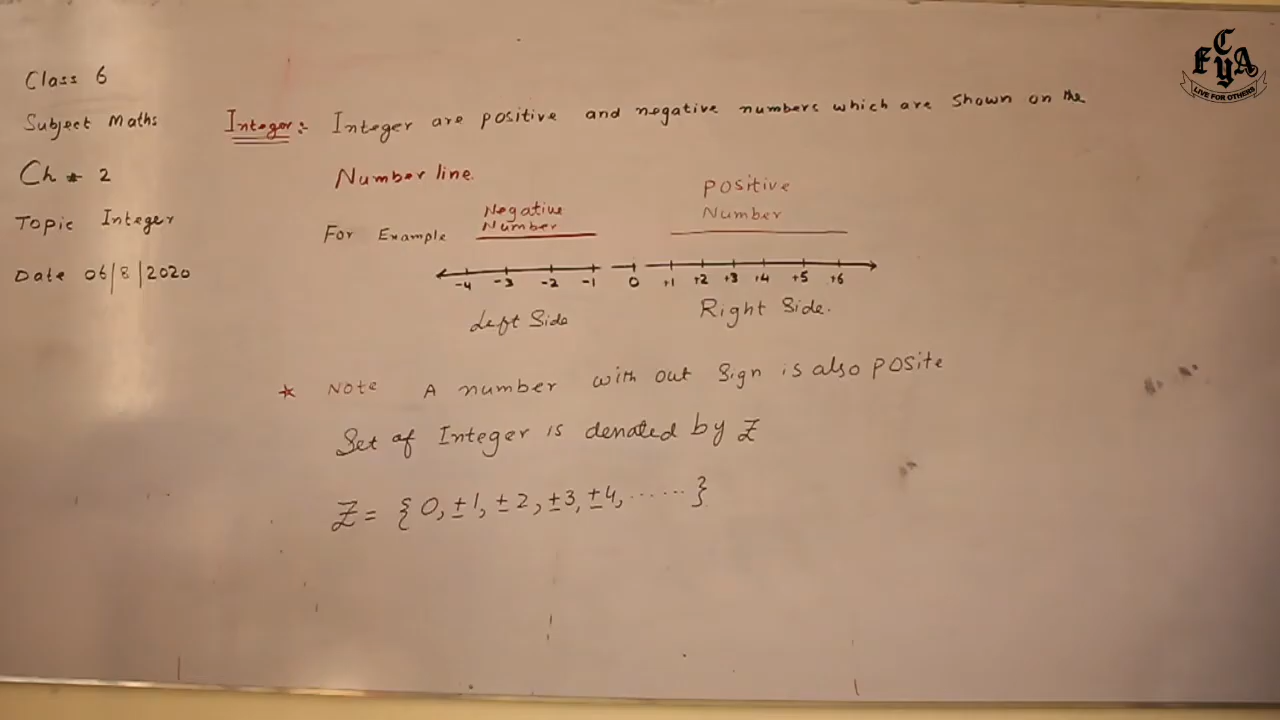 Class 6
Subject Maths
Ch # 2
Topic Integer
Date 06/8/2020
Integer:- Integer are positive and negative numbers which are shown on the
Number line.
For Example
Negative
Number
Positive
Number
-4 -3 -2 -1 0 +1 +2 +3 +4 +5 +6
Left Side
Right Side.
* Note A number with out Sign is also posite
Set of Integer is denated by Z
Z = { 0, ±1, ±2, ±3, ±4, ...... }
C
EYA
LIVE FOR OTHERS